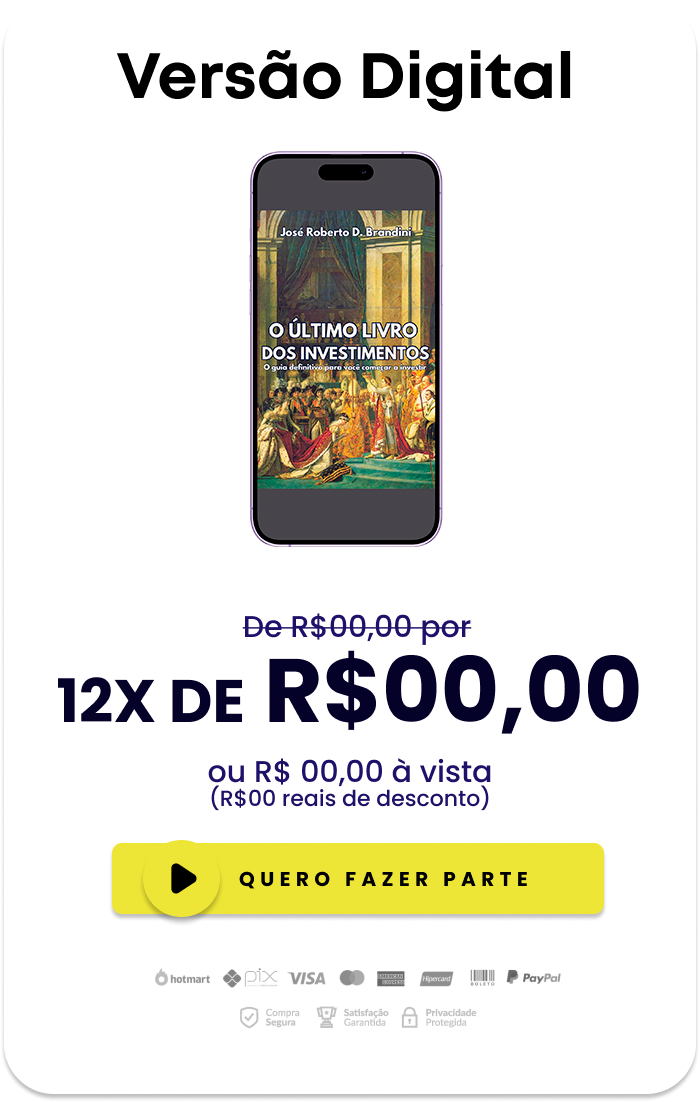 Versão Digital
José Roberto D. Brandini
O ÚLTIMO LIVRO
DOS INVESTIMENTOS
O guia definitivo para você começar a investir
De R$00,00 por
12X DE R$00,00
ou R$ 00,00 à vista
(R$00 reais de desconto)
QUERO FAZER PARTE
hotmart pix VISA AMERICAN EXPRESS Hipercard BOLETO PayPal
Compra Segura Satisfação Garantida Privacidade Protegida